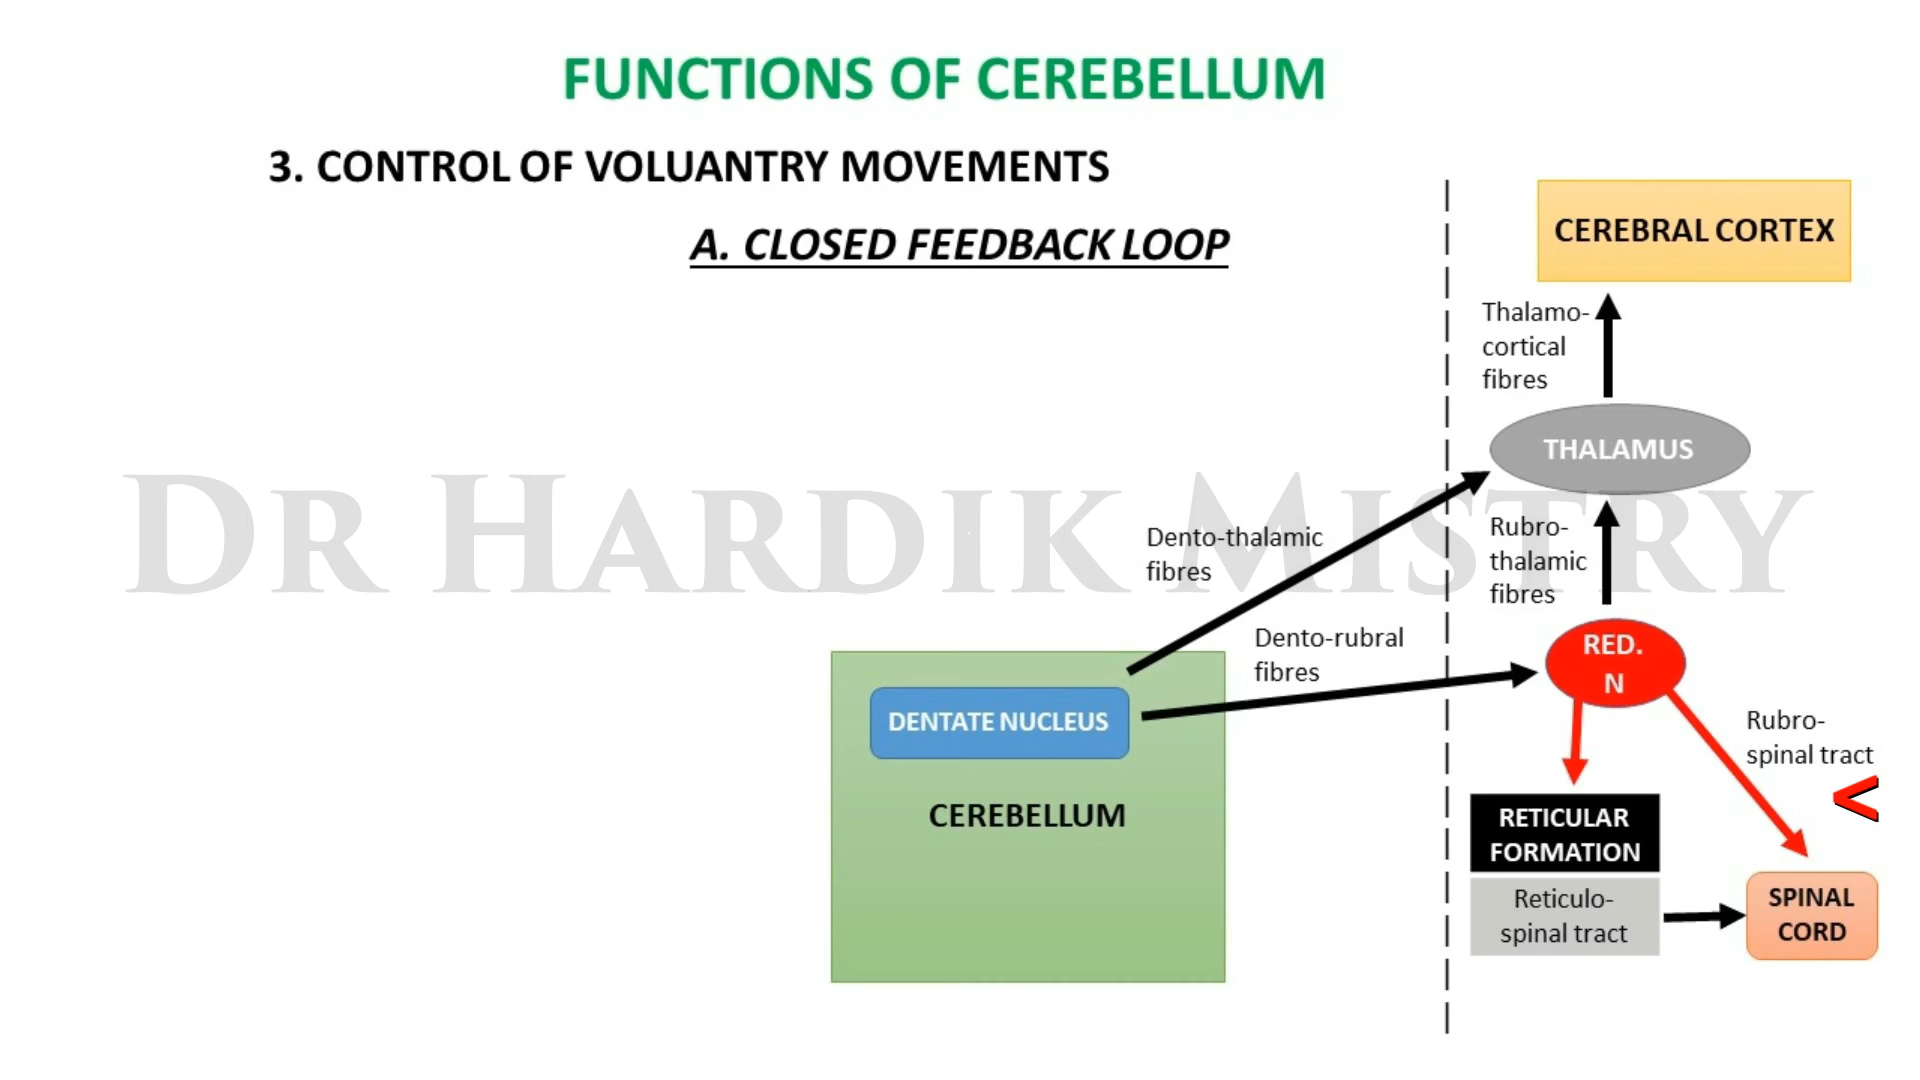 FUNCTIONS OF CEREBELLUM
3. CONTROL OF VOLUANTRY MOVEMENTS
A. CLOSED FEEDBACK LOOP
CEREBRAL CORTEX
Thalamo-
cortical
fibres
THALAMUS
DR HARDIK MISTRY
Dento-thalamic
fibres
Rubro-
thalamic
fibres
Dento-rubral
fibres
RED.
N
DENTATE NUCLEUS
CEREBELLUM
Rubro-
spinal tract
<
RETICULAR
FORMATION
Reticulo-
spinal tract
SPINAL
CORD